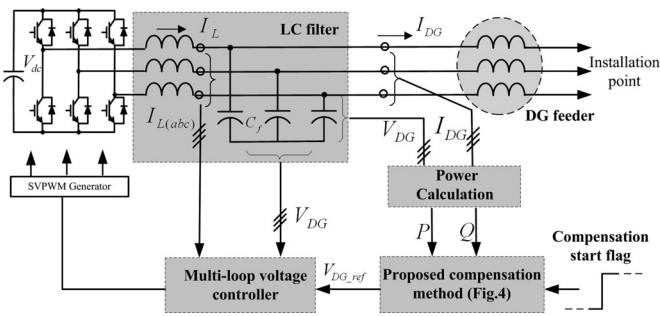 I_L
LC filter
I_DG
V_dc
Installation
point
I_L(abc)
C_f
V_DG
I_DG
DG feeder
SVPWM Generator
Power
Calculation
V_DG
P
Q
Compensation
start flag
Multi-loop voltage
controller
V_DG_ref
Proposed compensation
method (Fig.4)